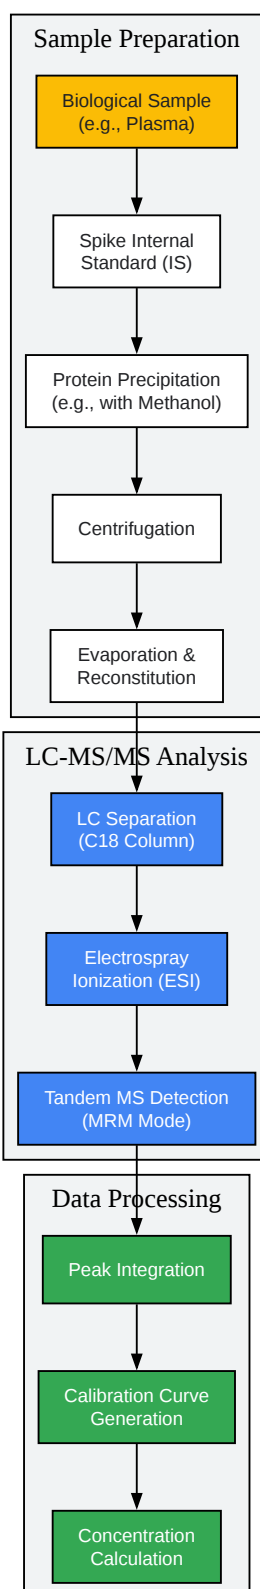 Sample Preparation
Biological Sample
(e.g., Plasma)
Spike Internal
Standard (IS)
Protein Precipitation
(e.g., with Methanol)
Centrifugation
Evaporation &
Reconstitution
LC-MS/MS Analysis
LC Separation
(C18 Column)
Electrospray
Ionization (ESI)
Tandem MS Detection
(MRM Mode)
Data Processing
Peak Integration
Calibration Curve
Generation
Concentration
Calculation